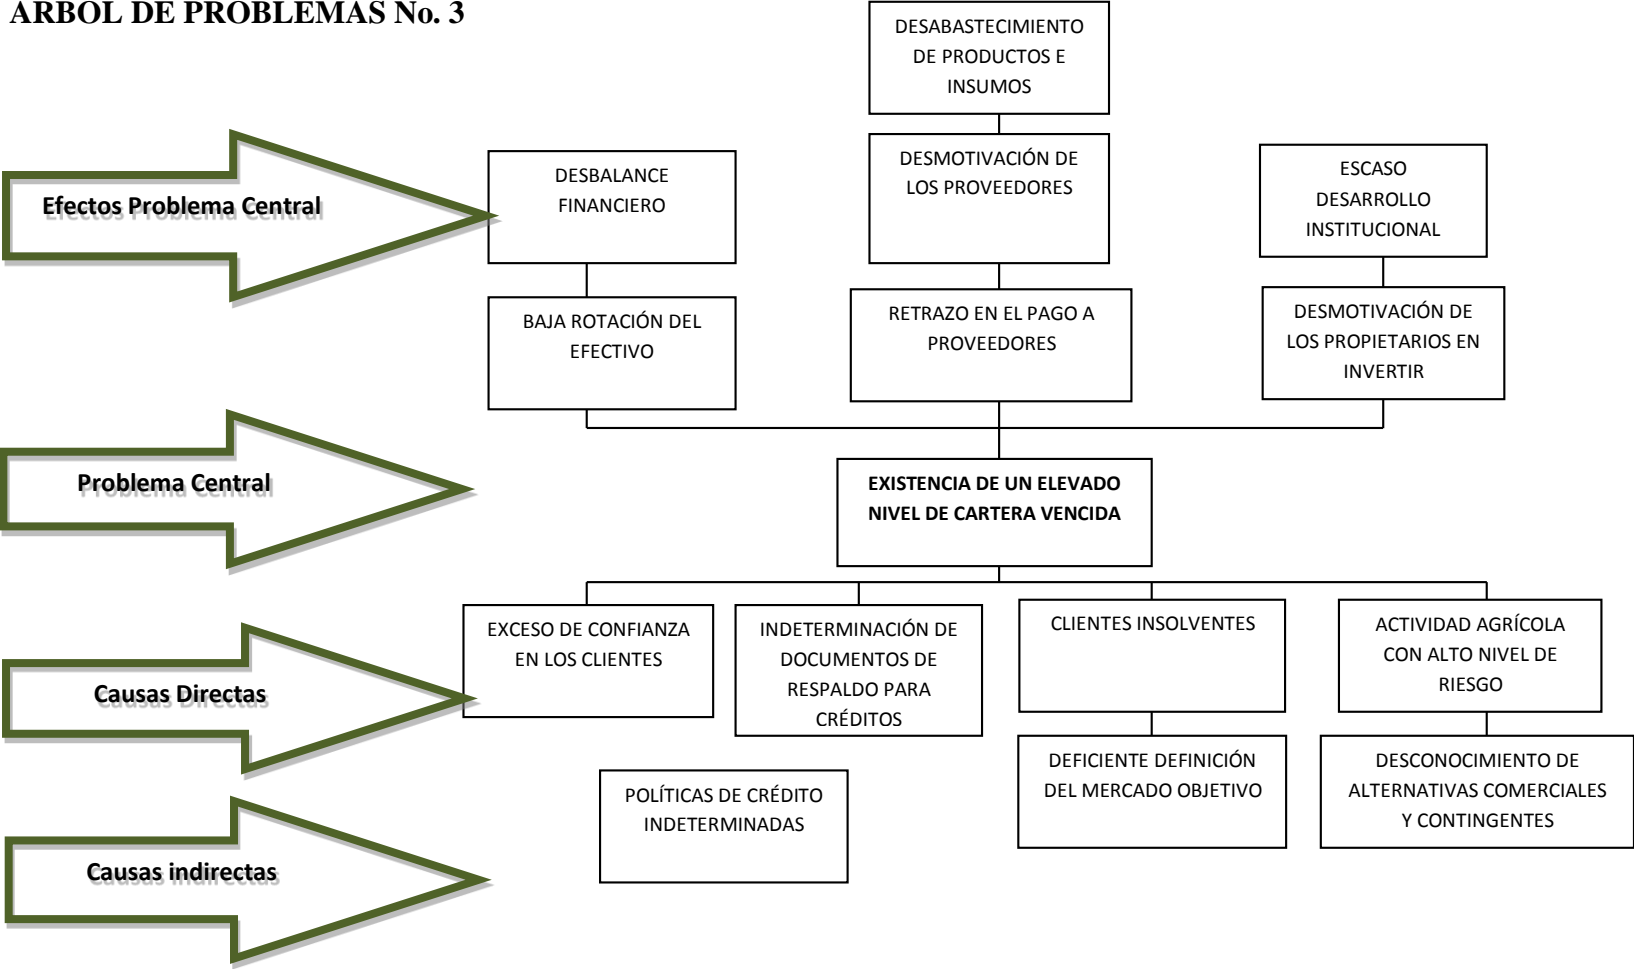 ARBOL DE PROBLEMAS No. 3
DESABASTECIMIENTO
DE PRODUCTOS E
INSUMOS
Efectos Problema Central
DESBALANCE
FINANCIERO
DESMOTIVACIÓN DE
LOS PROVEEDORES
ESCASO
DESARROLLO
INSTITUCIONAL
BAJA ROTACIÓN DEL
EFECTIVO
RETRAZO EN EL PAGO A
PROVEEDORES
DESMOTIVACIÓN DE
LOS PROPIETARIOS EN
INVERTIR
Problema Central
EXISTENCIA DE UN ELEVADO
NIVEL DE CARTERA VENCIDA
Causas Directas
EXCESO DE CONFIANZA
EN LOS CLIENTES
INDETERMINACIÓN DE
DOCUMENTOS DE
RESPALDO PARA
CRÉDITOS
CLIENTES INSOLVENTES
ACTIVIDAD AGRÍCOLA
CON ALTO NIVEL DE
RIESGO
Causas indirectas
POLÍTICAS DE CRÉDITO
INDETERMINADAS
DEFICIENTE DEFINICIÓN
DEL MERCADO OBJETIVO
DESCONOCIMIENTO DE
ALTERNATIVAS COMERCIALES
Y CONTINGENTES